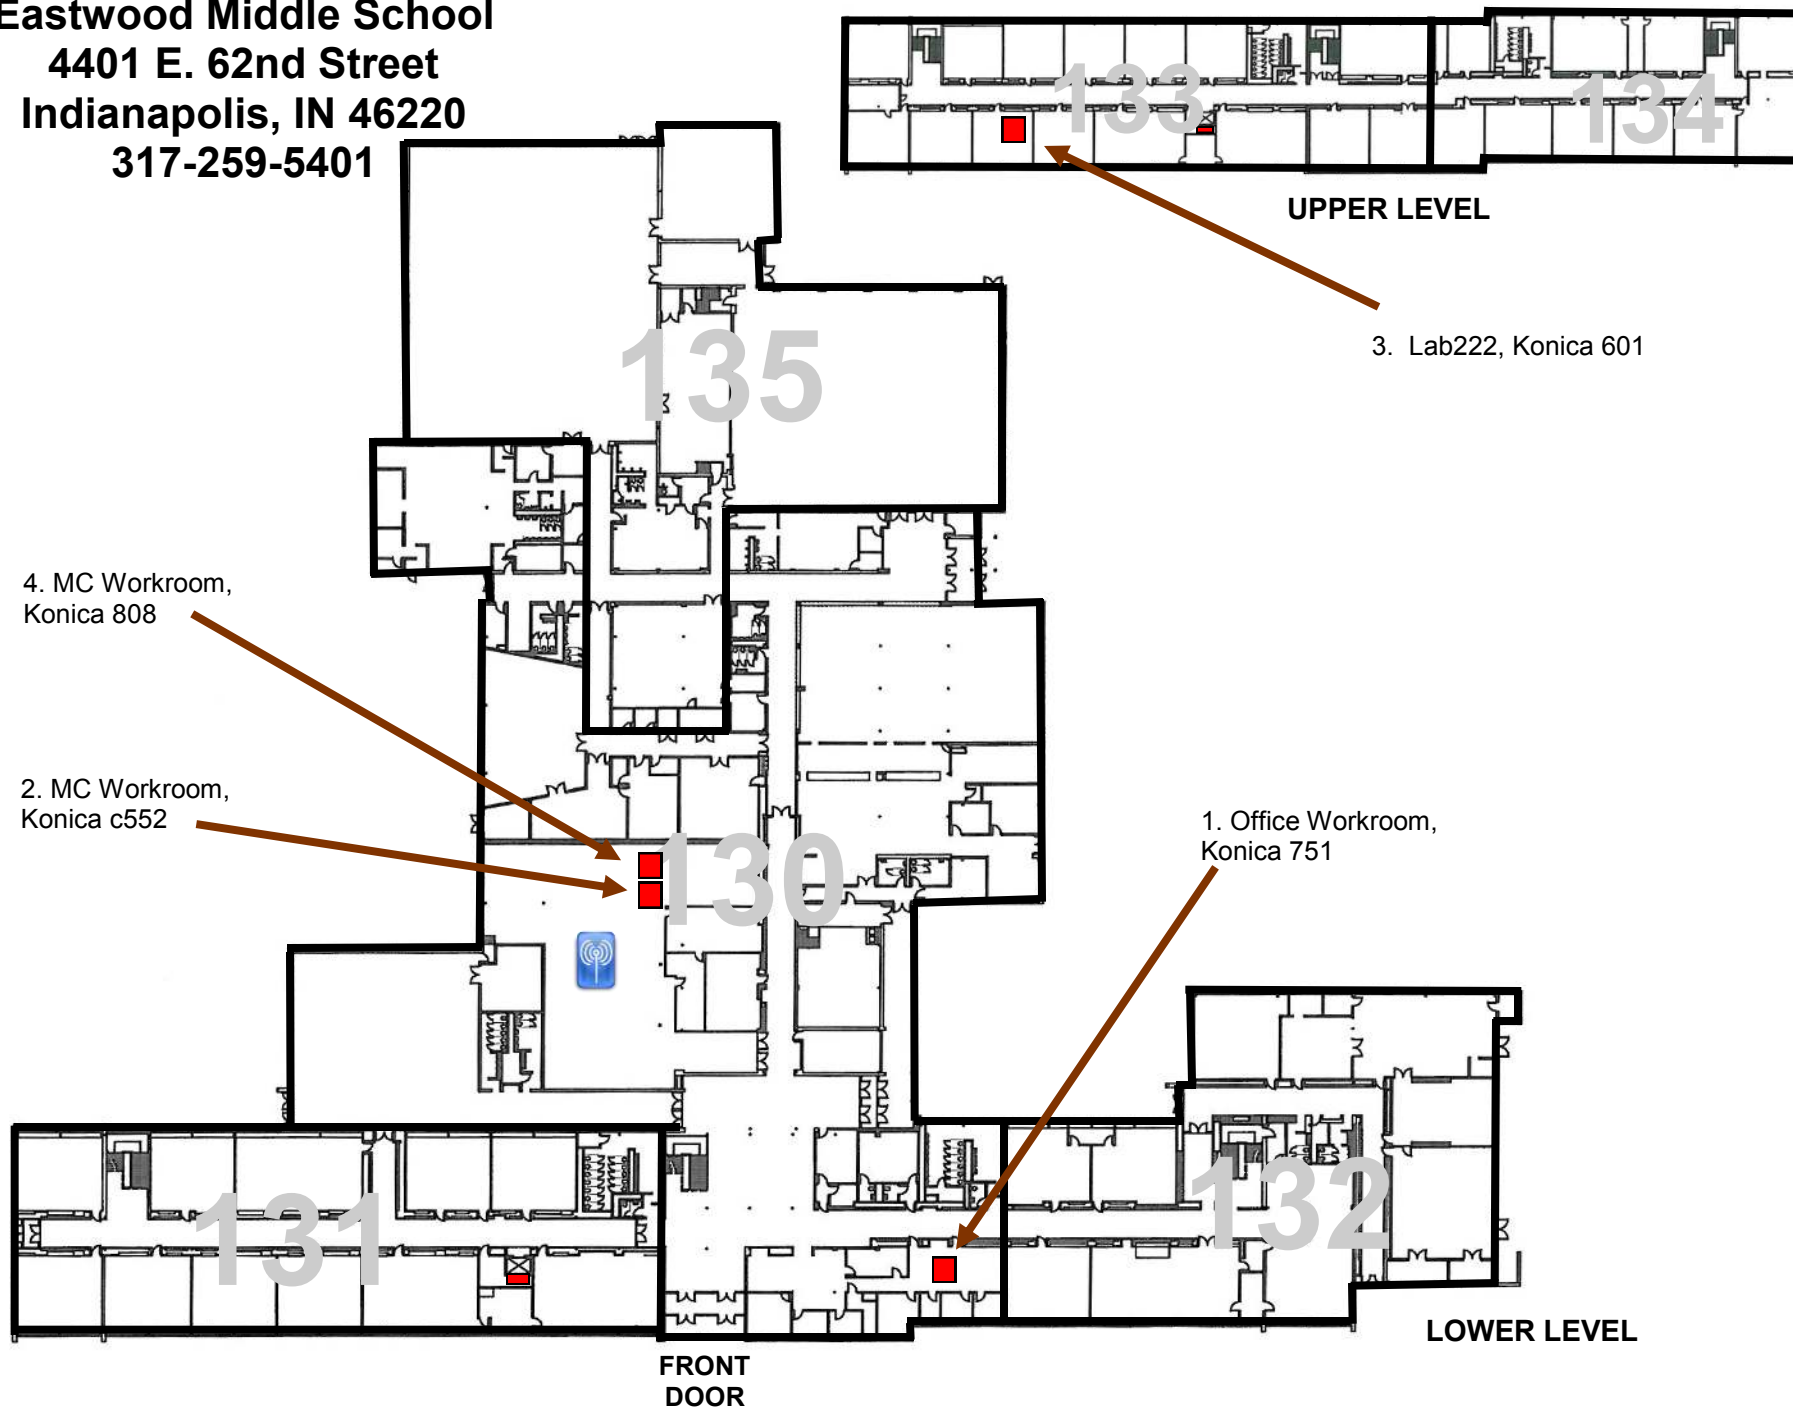 Eastwood Middle School
4401 E. 62nd Street
Indianapolis, IN 46220
317-259-5401
133
134
UPPER LEVEL
3.  Lab222, Konica 601
135
4. MC Workroom,
Konica 808
2. MC Workroom,
Konica c552
130
1. Office Workroom,
Konica 751
131
132
LOWER LEVEL
FRONT
DOOR